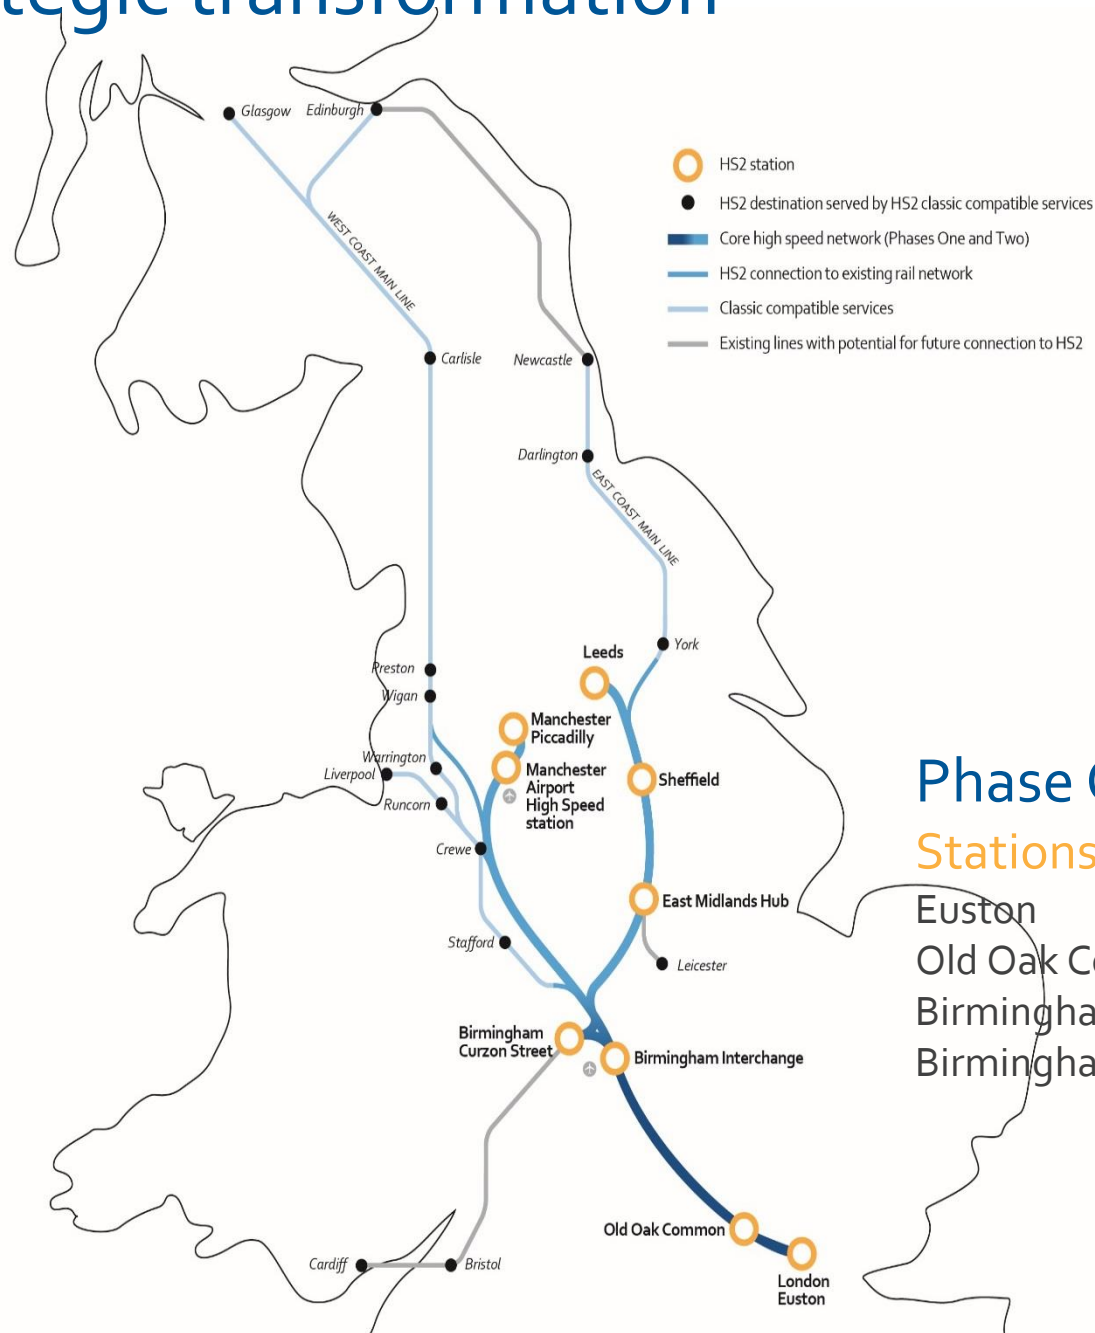 tegic transformation
Glasgow
Edinburgh
HS2 station
HS2 destination served by HS2 classic compatible services
Core high speed network (Phases One and Two)
HS2 connection to existing rail network
Classic compatible services
Existing lines with potential for future connection to HS2
WEST COAST MAIN LINE
Carlisle
Newcastle
Darlington
EAST COAST MAIN LINE
York
Leeds
Preston
Wigan
Manchester
Piccadilly
Warrington
Liverpool
Manchester
Airport
High Speed
station
Runcorn
Sheffield
Crewe
East Midlands Hub
Stafford
Leicester
Birmingham
Curzon Street
Birmingham Interchange
Old Oak Common
London
Euston
Cardiff
Bristol
Phase
Stations
Euston
Old Oak C
Birmingha
Birmingha